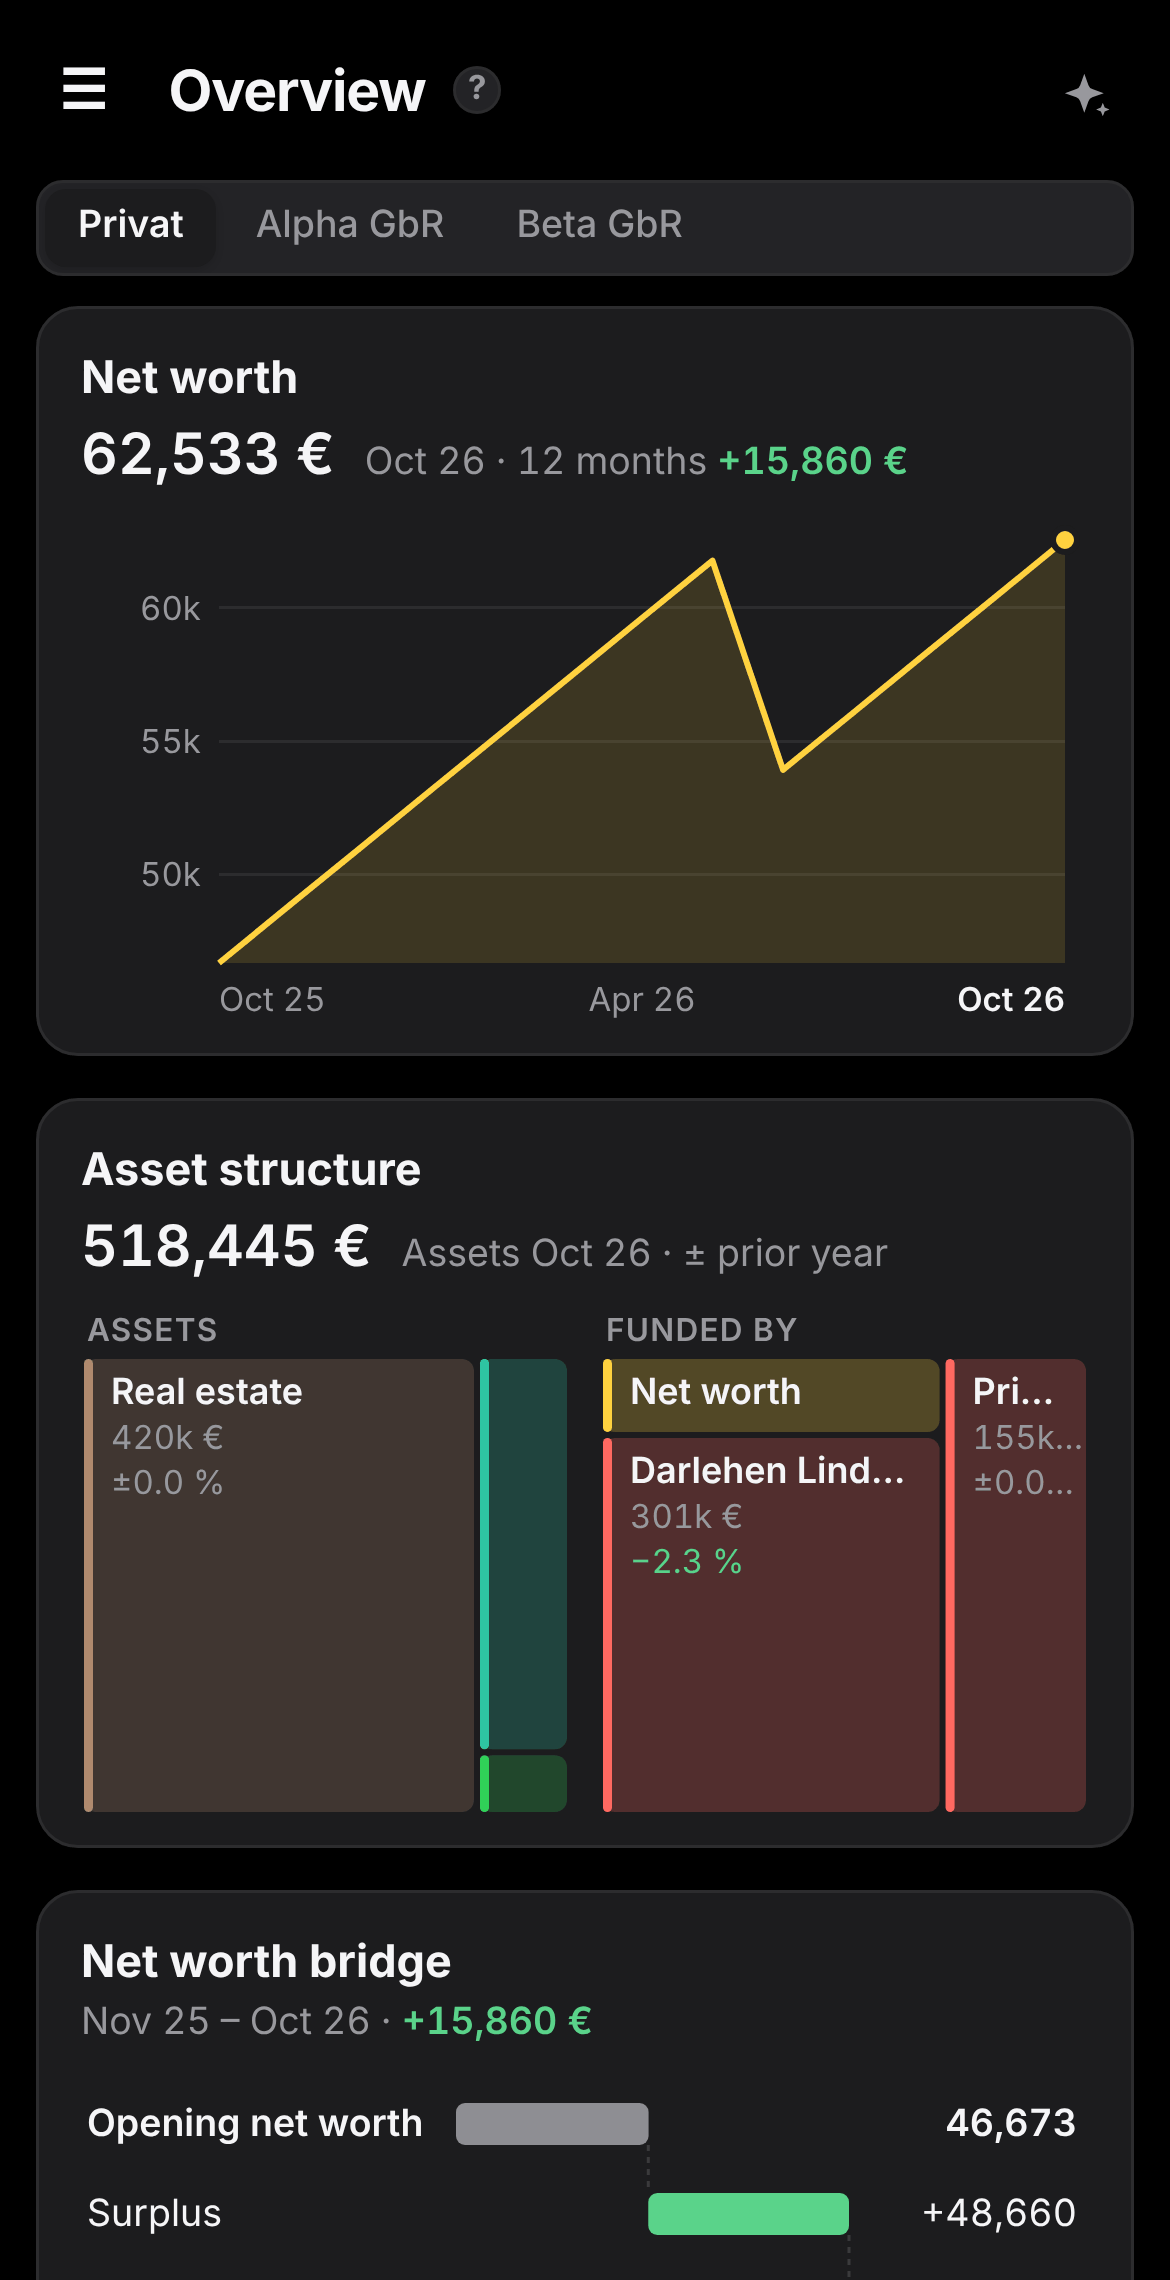 Overview ?
Privat Alpha GbR Beta GbR
Net worth
62,533 € Oct 26 · 12 months +15,860 €
60k
55k
50k
Oct 25 Apr 26 Oct 26
Asset structure
518,445 € Assets Oct 26 · ± prior year
ASSETS
Real estate
420k €
±0.0 %
FUNDED BY
Net worth
Darlehen Lind...
301k €
−2.3 %
Pri...
155k...
±0.0...
Net worth bridge
Nov 25 – Oct 26 · +15,860 €
Opening net worth 46,673
Surplus +48,660